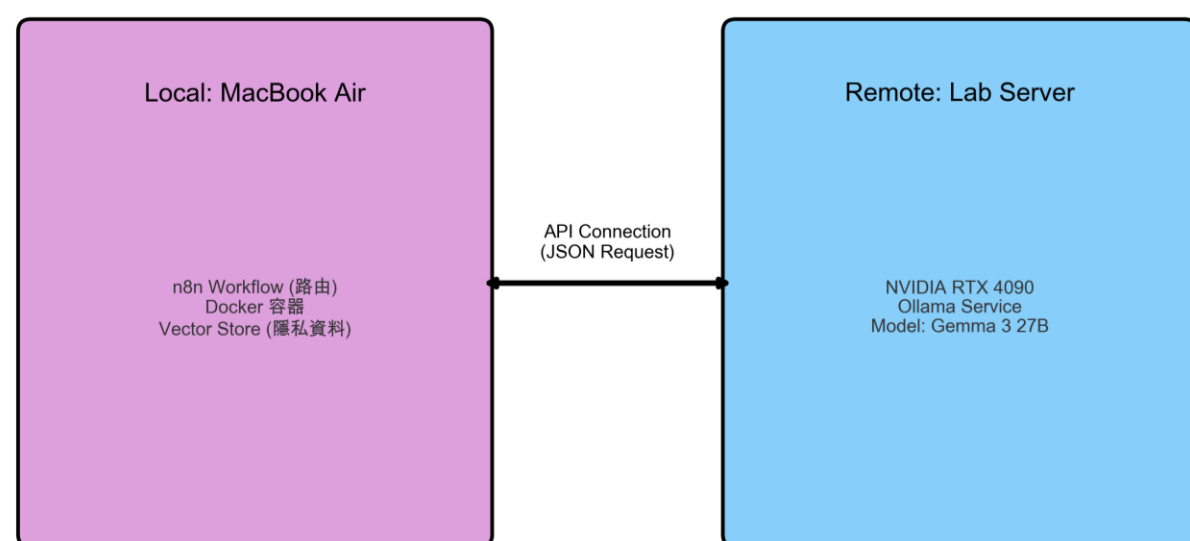 Local: MacBook Air
n8n Workflow (路由)
Docker 容器
Vector Store (隱私資料)
API Connection
(JSON Request)
Remote: Lab Server
NVIDIA RTX 4090
Ollama Service
Model: Gemma 3 27B